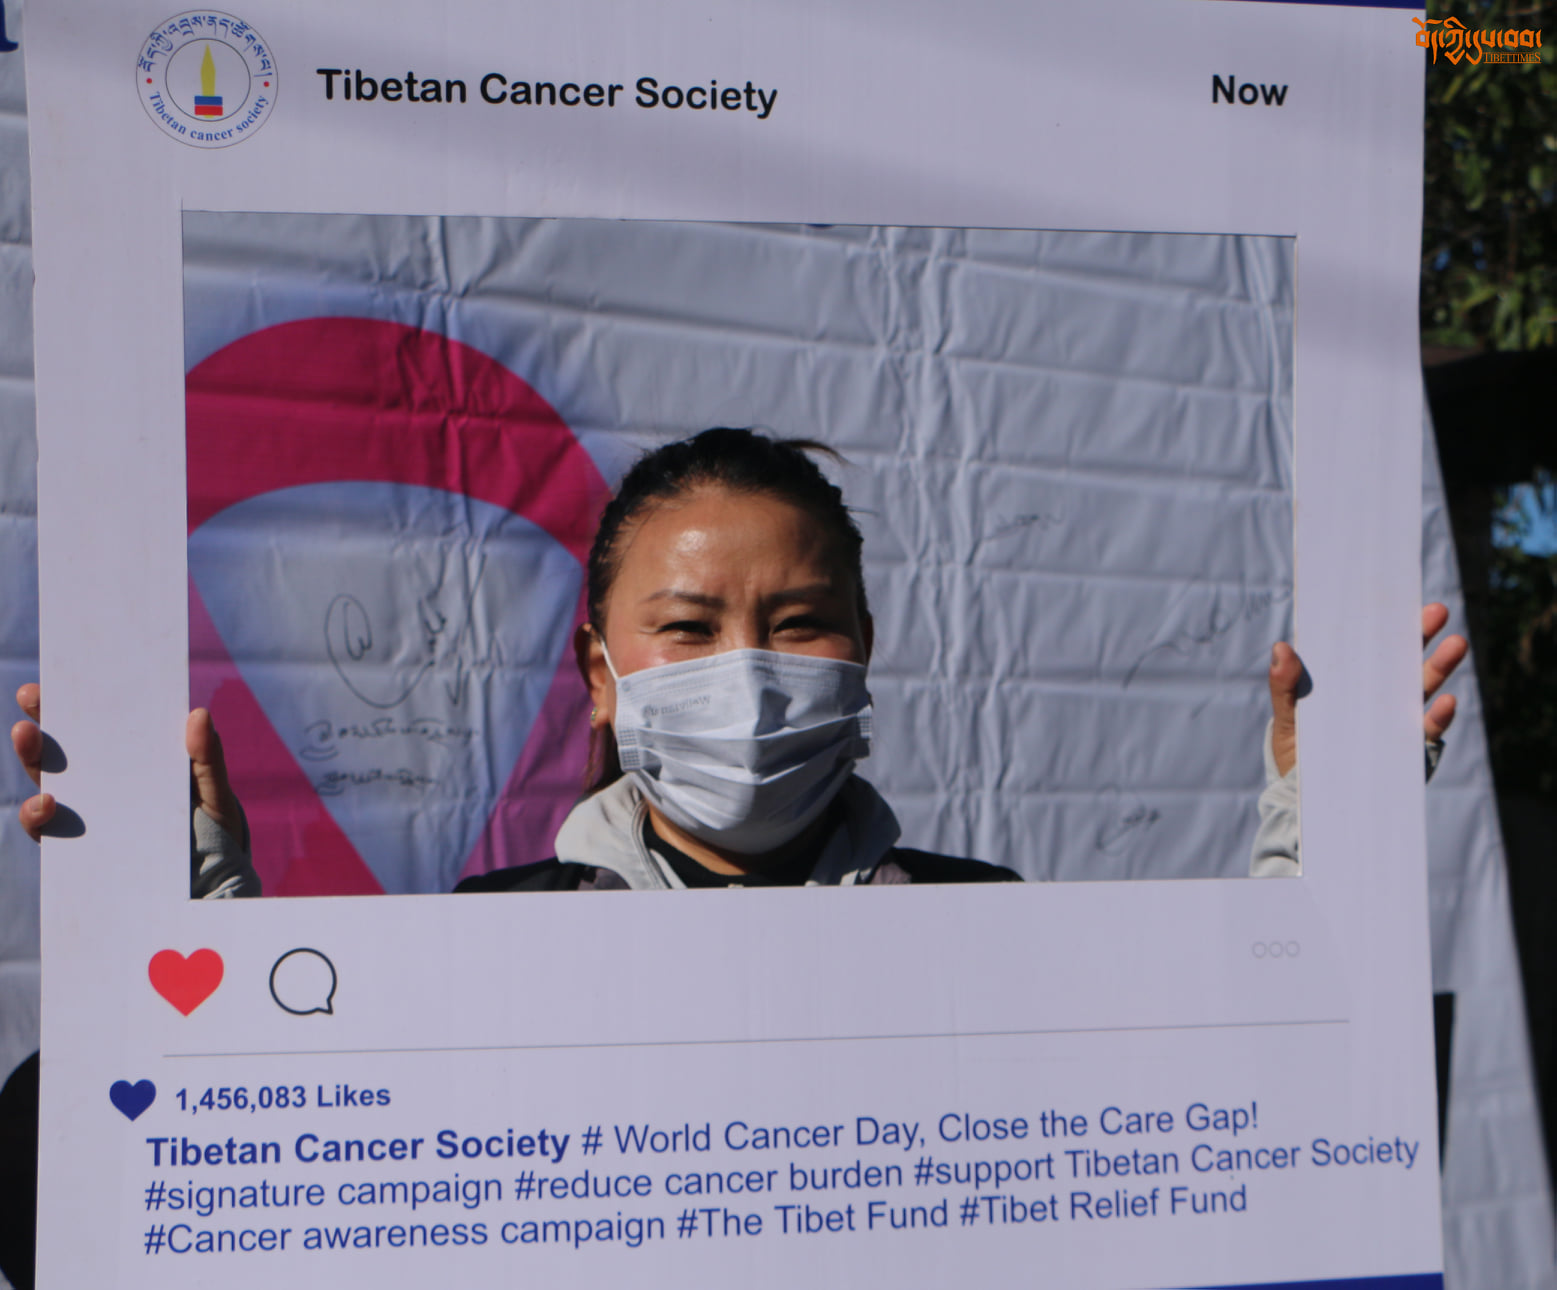 བོད་ཀྱི་དུས་བབ།
TIBETTIMES
Tibetan cancer society
Tibetan Cancer Society
Now
1,456,083 Likes
Tibetan Cancer Society # World Cancer Day, Close the Care Gap!
#signature campaign #reduce cancer burden #support Tibetan Cancer Society
#Cancer awareness campaign #The Tibet Fund #Tibet Relief Fund